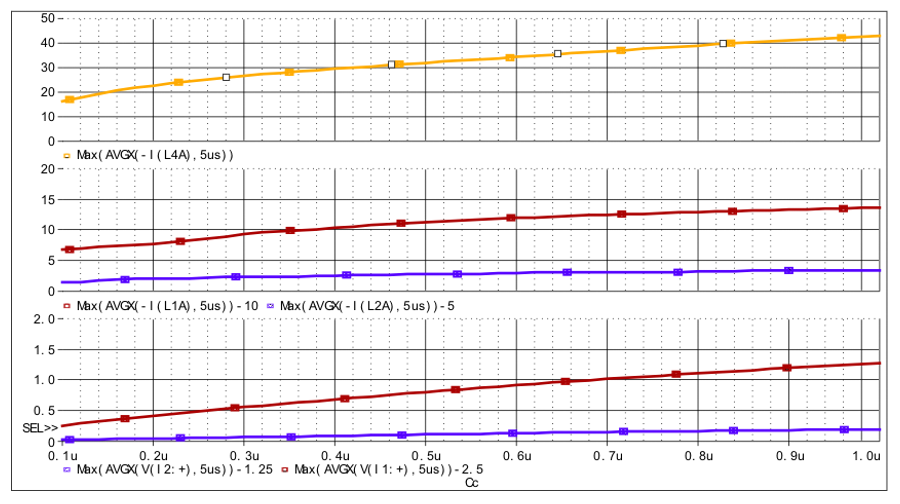 50
40
30
20
10
0
Max(AVGX(-I(L4A),5us))
20
15
10
5
0
Max(AVGX(-I(L1A),5us))-10 Max(AVGX(-I(L2A),5us))-5
2.0
1.5
1.0
0.5
SEL>>
0
0.1u 0.2u 0.3u 0.4u 0.5u 0.6u 0.7u 0.8u 0.9u 1.0u
Max(AVGX(V(I2:+),5us))-1.25 Max(AVGX(V(I1:+),5us))-2.5
Cc